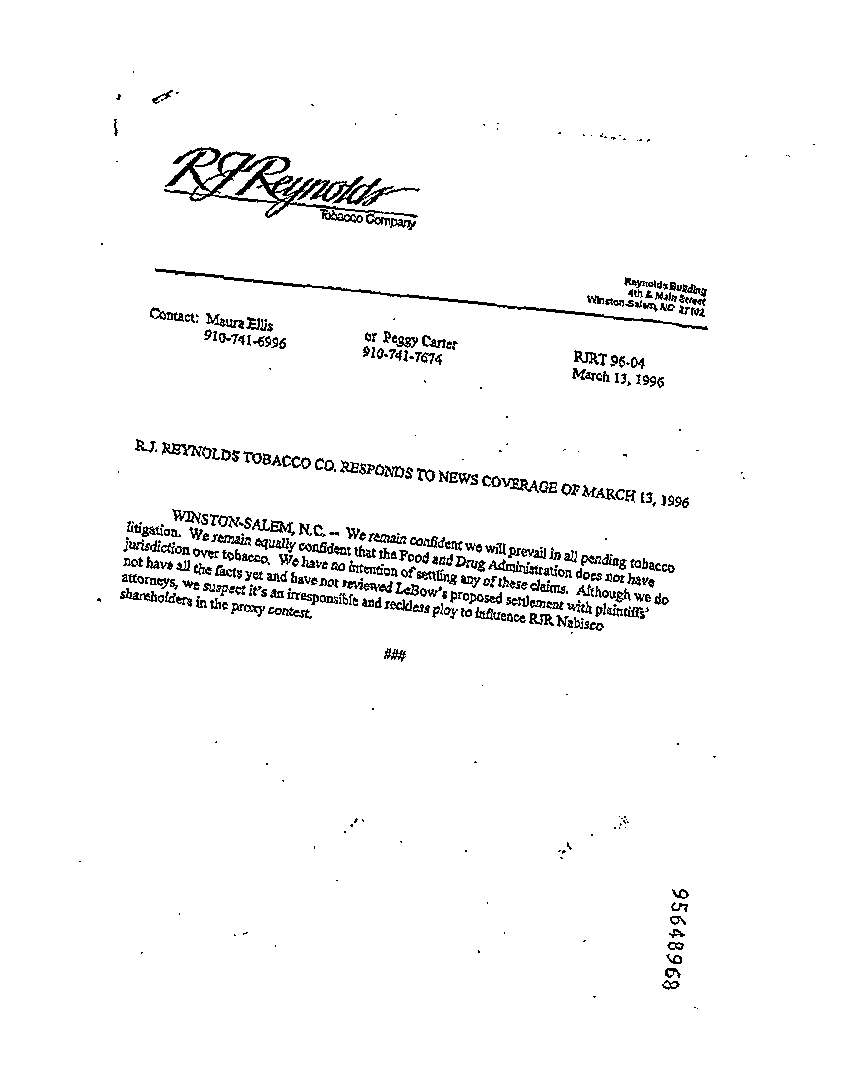 RJReynolds
Tobacco Company
Reynolds Building
4th & Main Street
Winston-Salem, NC 27102
Contact: Maura Ellis
910-741-6996
or Peggy Carter
910-741-7674
RJRT 96-04
March 13, 1996
R.J. REYNOLDS TOBACCO CO. RESPONDS TO NEWS COVERAGE OF MARCH 13, 1996
WINSTON-SALEM, N.C. -- We remain confident we will prevail in all pending tobacco
litigation. We remain equally confident that the Food and Drug Administration does not have
jurisdiction over tobacco. We have no intention of settling any of these claims. Although we do
not have all the facts yet and have not reviewed LeBow's proposed settlement with plaintiffs'
attorneys, we suspect it's an irresponsible and reckless ploy to influence RJR Nabisco
shareholders in the proxy contest.
###
95648968